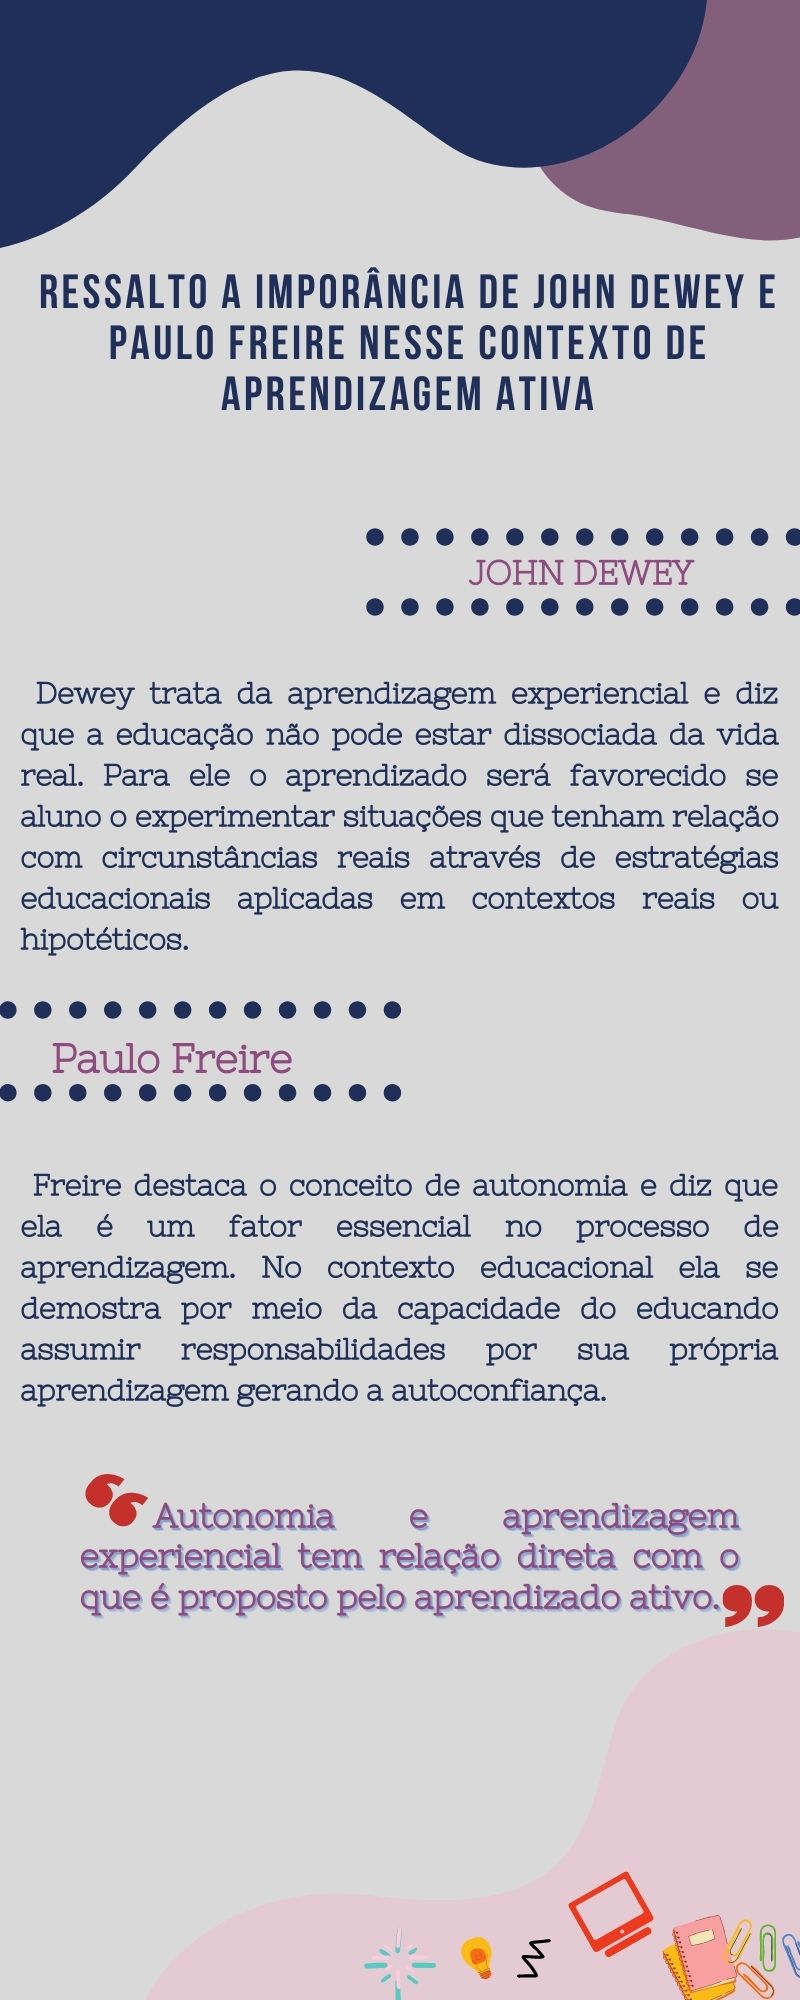 RESSALTO A IMPORÂNCIA DE JOHN DEWEY E
PAULO FREIRE NESSE CONTEXTO DE
APRENDIZAGEM ATIVA
JOHN DEWEY
Dewey trata da aprendizagem experiencial e diz
que a educação não pode estar dissociada da vida
real. Para ele o aprendizado será favorecido se
aluno o experimentar situações que tenham relação
com circunstâncias reais através de estratégias
educacionais aplicadas em contextos reais ou
hipotéticos.
Paulo Freire
Freire destaca o conceito de autonomia e diz que
ela é um fator essencial no processo de
aprendizagem. No contexto educacional ela se
demostra por meio da capacidade do educando
assumir responsabilidades por sua própria
aprendizagem gerando a autoconfiança.
“Autonomia e aprendizagem
experiencial tem relação direta com o
que é proposto pelo aprendizado ativo.”